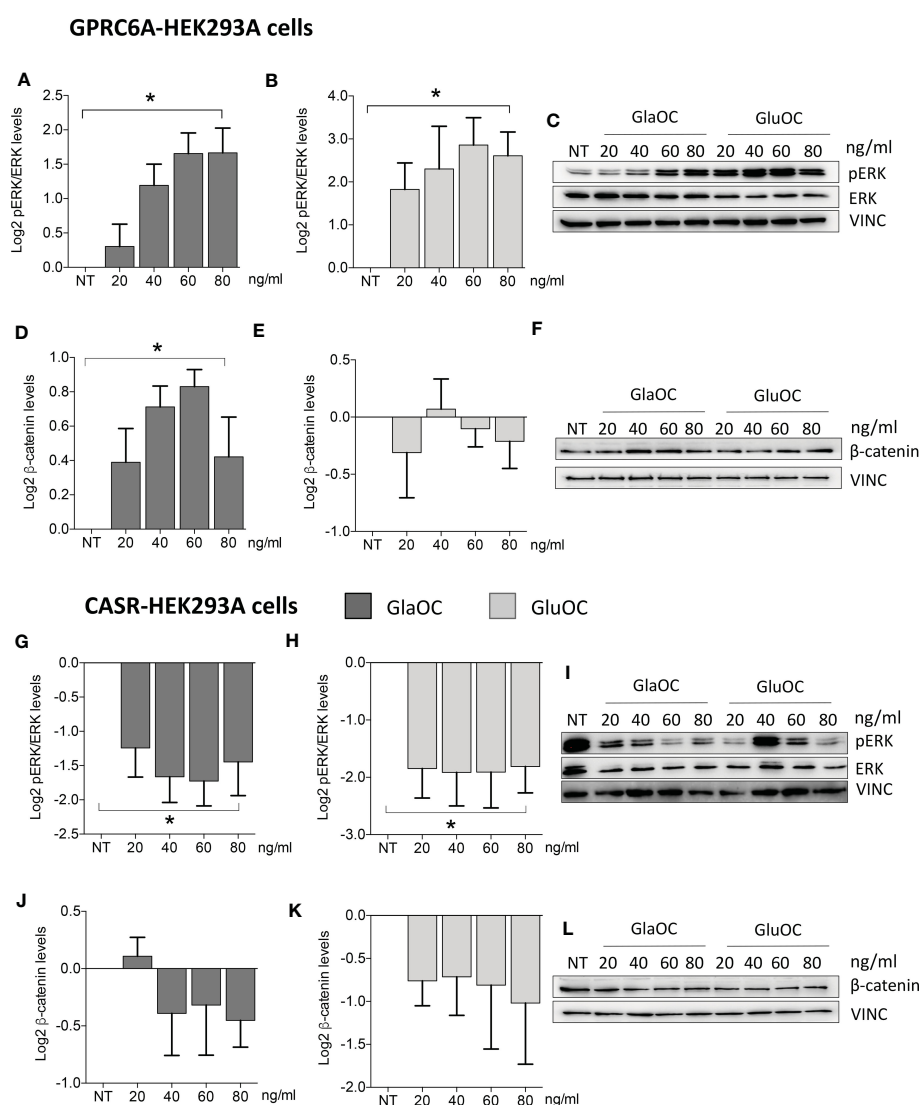 GPRC6A-HEK293A cells
A
Log2 pERK/ERK levels
2.5
2.0
1.5
1.0
0.5
0.0
*
NT 20 40 60 80 ng/ml
B
Log2 pERK/ERK levels
4.0
3.0
2.0
1.0
0.0
*
NT 20 40 60 80 ng/ml
C
GlaOC GluOC
NT 20 40 60 80 20 40 60 80 ng/ml
pERK
ERK
VINC
D
Log2 β-catenin levels
1.0
0.8
0.6
0.4
0.2
0.0
*
NT 20 40 60 80 ng/ml
E
Log2 β-catenin levels
0.5
0.0
-0.5
-1.0
NT 20 40 60 80 ng/ml
F
GlaOC GluOC
ng/ml
NT 20 40 60 80 20 40 60 80
β-catenin
VINC
CASR-HEK293A cells GlaOC GluOC
G
Log2 pERK/ERK levels
0.0
-0.5
-1.0
-1.5
-2.0
-2.5
*
NT 20 40 60 80 ng/ml
H
Log2 pERK/ERK levels
0.0
-1.0
-2.0
-3.0
*
NT 20 40 60 80 ng/ml
I
GlaOC GluOC
NT 20 40 60 80 20 40 60 80 ng/ml
pERK
ERK
VINC
J
Log2 β-catenin levels
0.5
0.0
-0.5
-1.0
NT 20 40 60 80 ng/ml
K
Log2 β-catenin levels
0.0
-0.5
-1.0
-1.5
-2.0
NT 20 40 60 80 ng/ml
L
GlaOC GluOC
NT 20 40 60 80 20 40 60 80 ng/ml
β-catenin
VINC